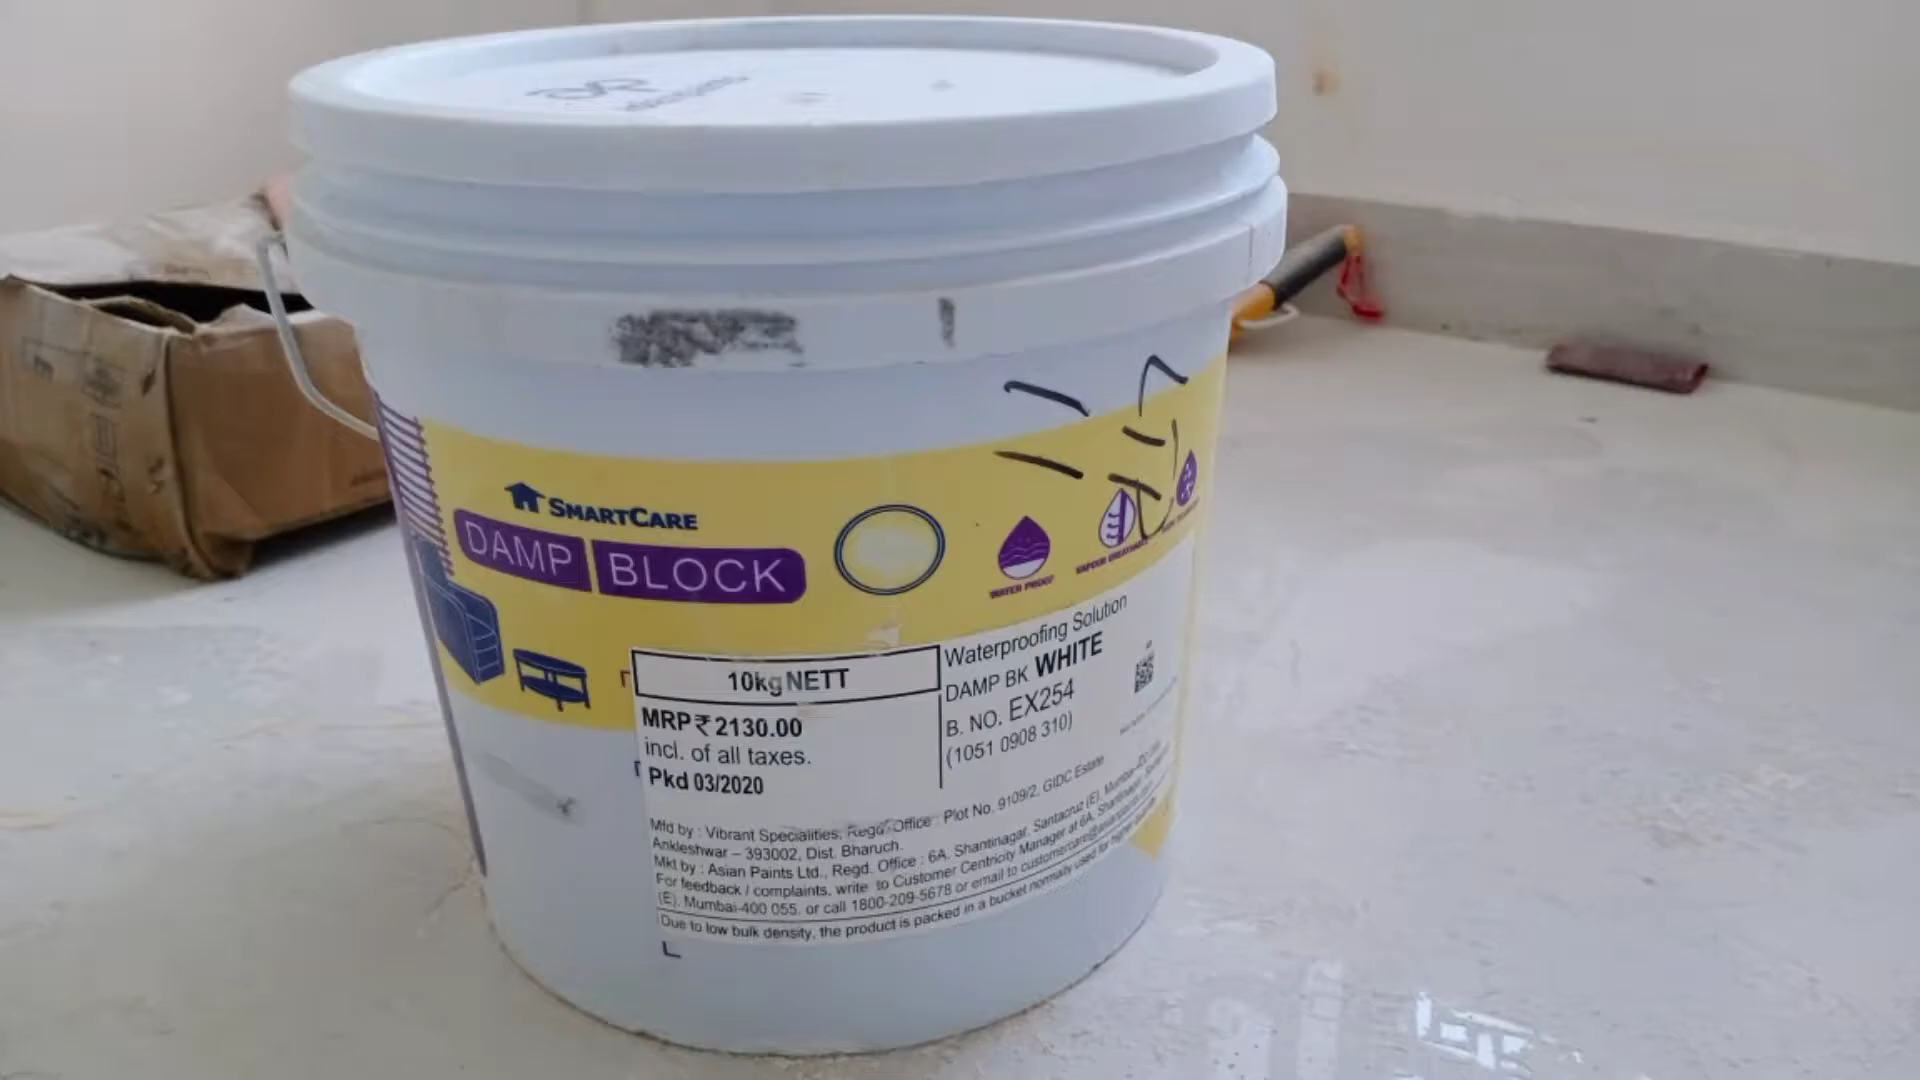 SMARTCARE
DAMP BLOCK
WATER PROOF
VAPOUR BREATHABLE
10kg NETT
MRP ₹ 2130.00
incl. of all taxes.
Pkd 03/2020
Waterproofing Solution
DAMP BK WHITE
B. NO. EX254
(1051 0908 310)
Mfd by : Vibrant Specialities, Regd. Office : Plot No. 9109/2, GIDC Estate
Ankleshwar – 393002, Dist. Bharuch.
Mkt by : Asian Paints Ltd., Regd. Office : 6A, Shantinagar, Santacruz (E), Mumbai-
For feedback / complaints, write to Customer Centricity Manager at 6A, Shantinagar,
(E), Mumbai-400 055. or call 1800-209-5678 or email to
Due to low bulk density, the product is packed in a bucket normally used for higher